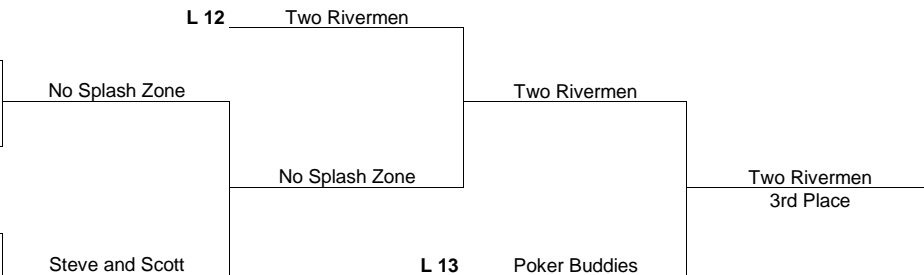 L 12 Two Rivermen
No Splash Zone Two Rivermen
No Splash Zone Two Rivermen
3rd Place
Steve and Scott L 13 Poker Buddies